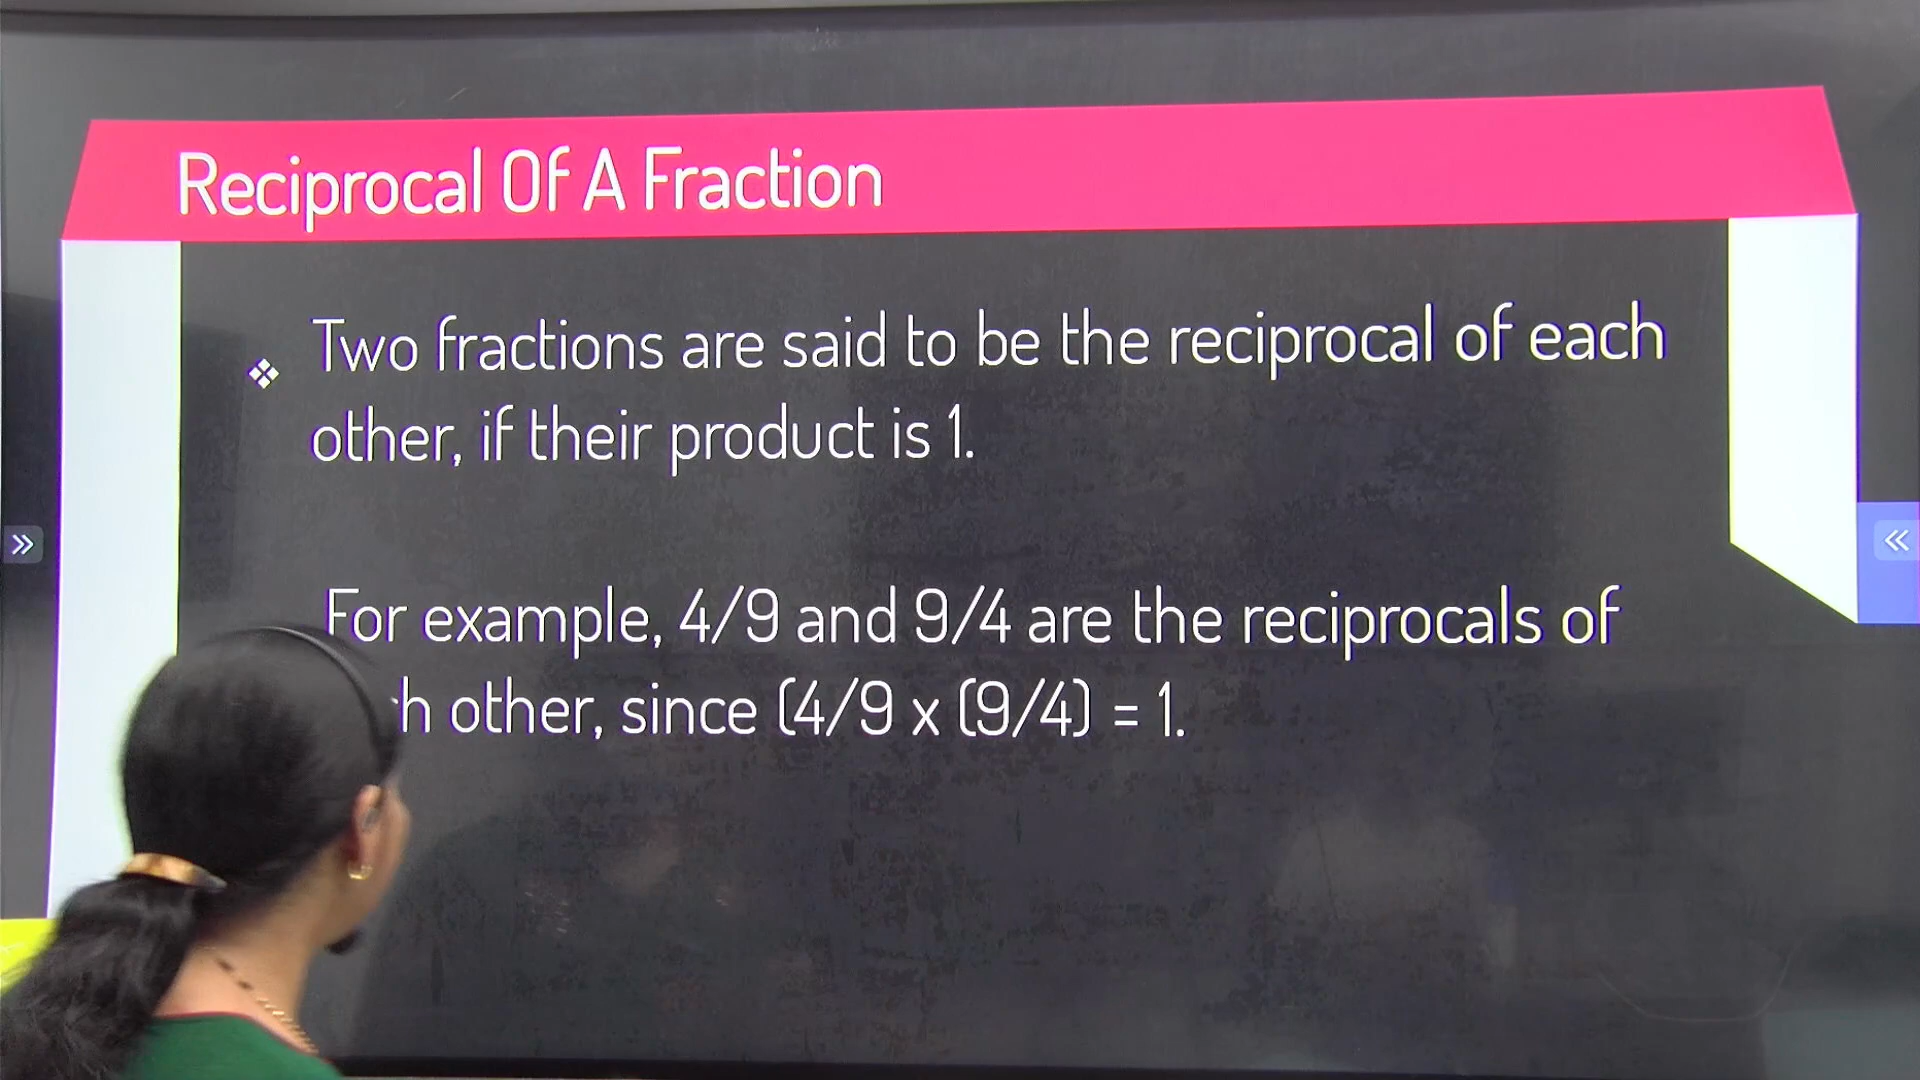 Reciprocal Of A Fraction
Two fractions are said to be the reciprocal of each
other, if their product is 1.
For example, 4/9 and 9/4 are the reciprocals of
other, since (4/9 x (9/4) = 1.